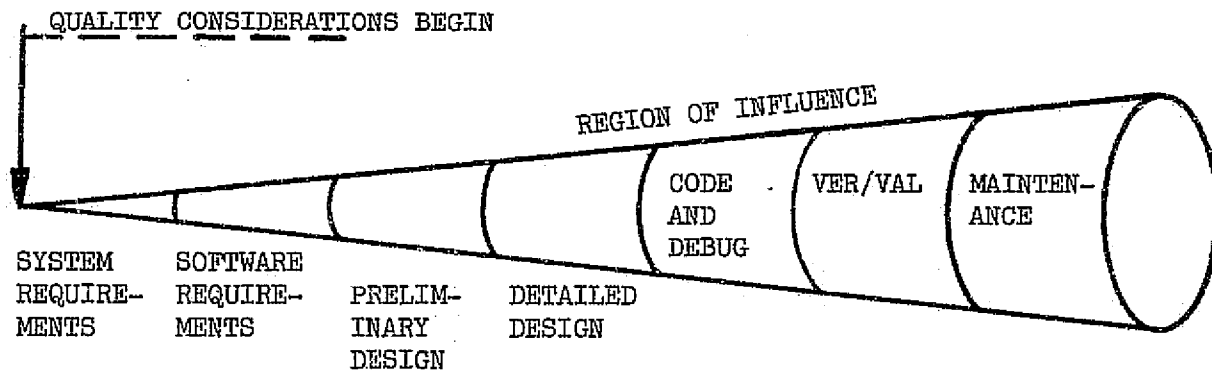 QUALITY CONSIDERATIONS BEGIN
REGION OF INFLUENCE
SYSTEM
REQUIRE-
MENTS
SOFTWARE
REQUIRE-
MENTS
PRELIM-
INARY
DESIGN
DETAILED
DESIGN
CODE
AND
DEBUG
VER/VAL
MAINTEN-
ANCE